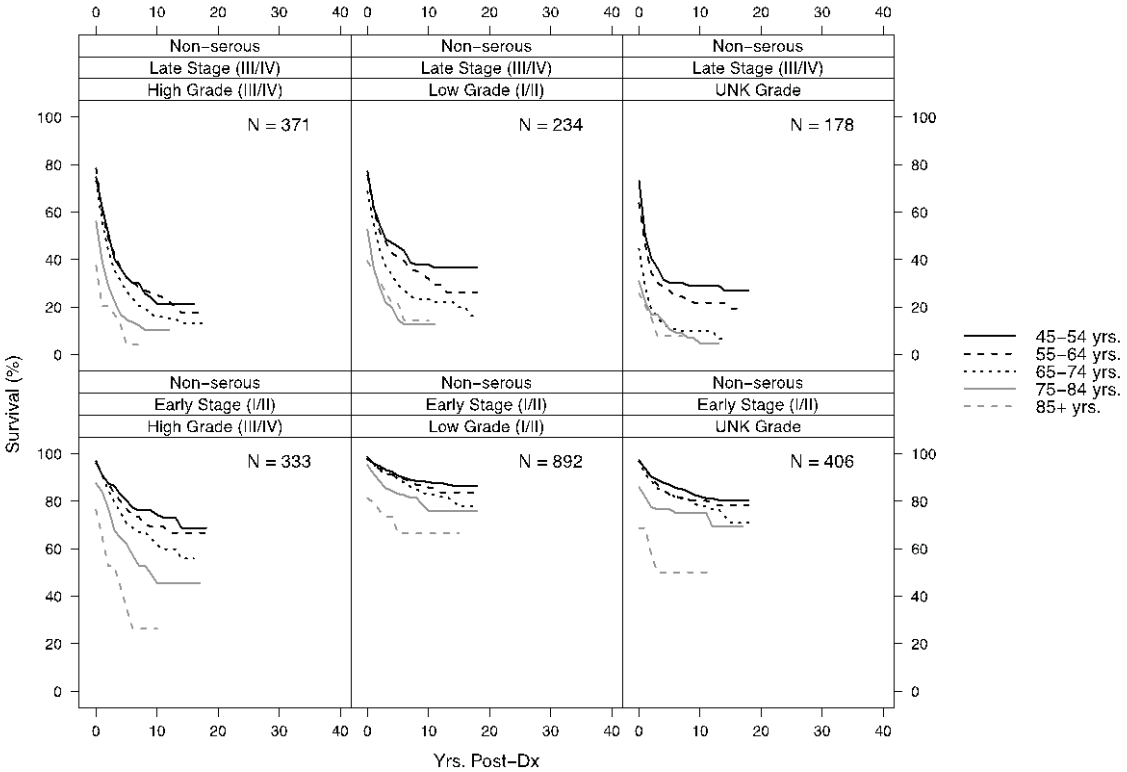 0 10 20 30 40 0 10 20 30 40 0 10 20 30 40
Non-serous Non-serous Non-serous
Late Stage (III/IV) Late Stage (III/IV) Late Stage (III/IV)
High Grade (III/IV) Low Grade (I/II) UNK Grade
100 N = 371 N = 234 N = 178 100
80 80
60 60
40 40
20 20
0 0
Non-serous Non-serous Non-serous
Early Stage (I/II) Early Stage (I/II) Early Stage (I/II)
High Grade (III/IV) Low Grade (I/II) UNK Grade
100 N = 333 N = 892 N = 406 100
80 80
60 60
40 40
20 20
0 0
0 10 20 30 40 0 10 20 30 40 0 10 20 30 40
Yrs. Post-Dx
Survival (%)
45-54 yrs.
55-64 yrs.
65-74 yrs.
75-84 yrs.
85+ yrs.